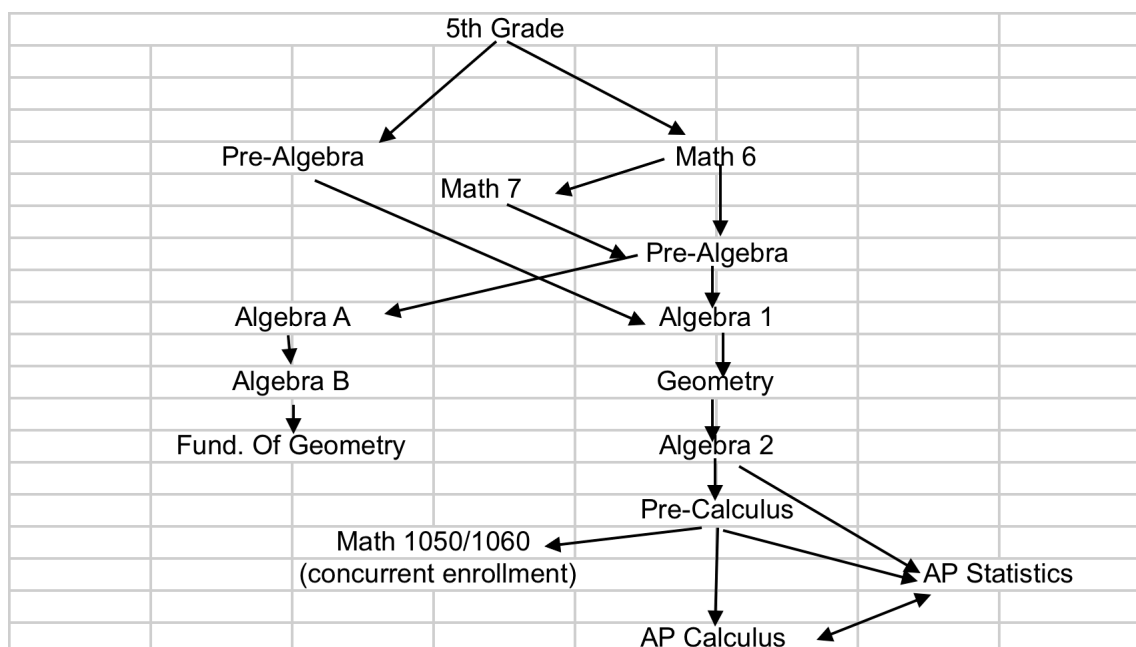 5th Grade
Pre-Algebra
Math 6
Math 7
Pre-Algebra
Algebra A
Algebra 1
Algebra B
Geometry
Fund. Of Geometry
Algebra 2
Pre-Calculus
Math 1050/1060
(concurrent enrollment)
AP Statistics
AP Calculus